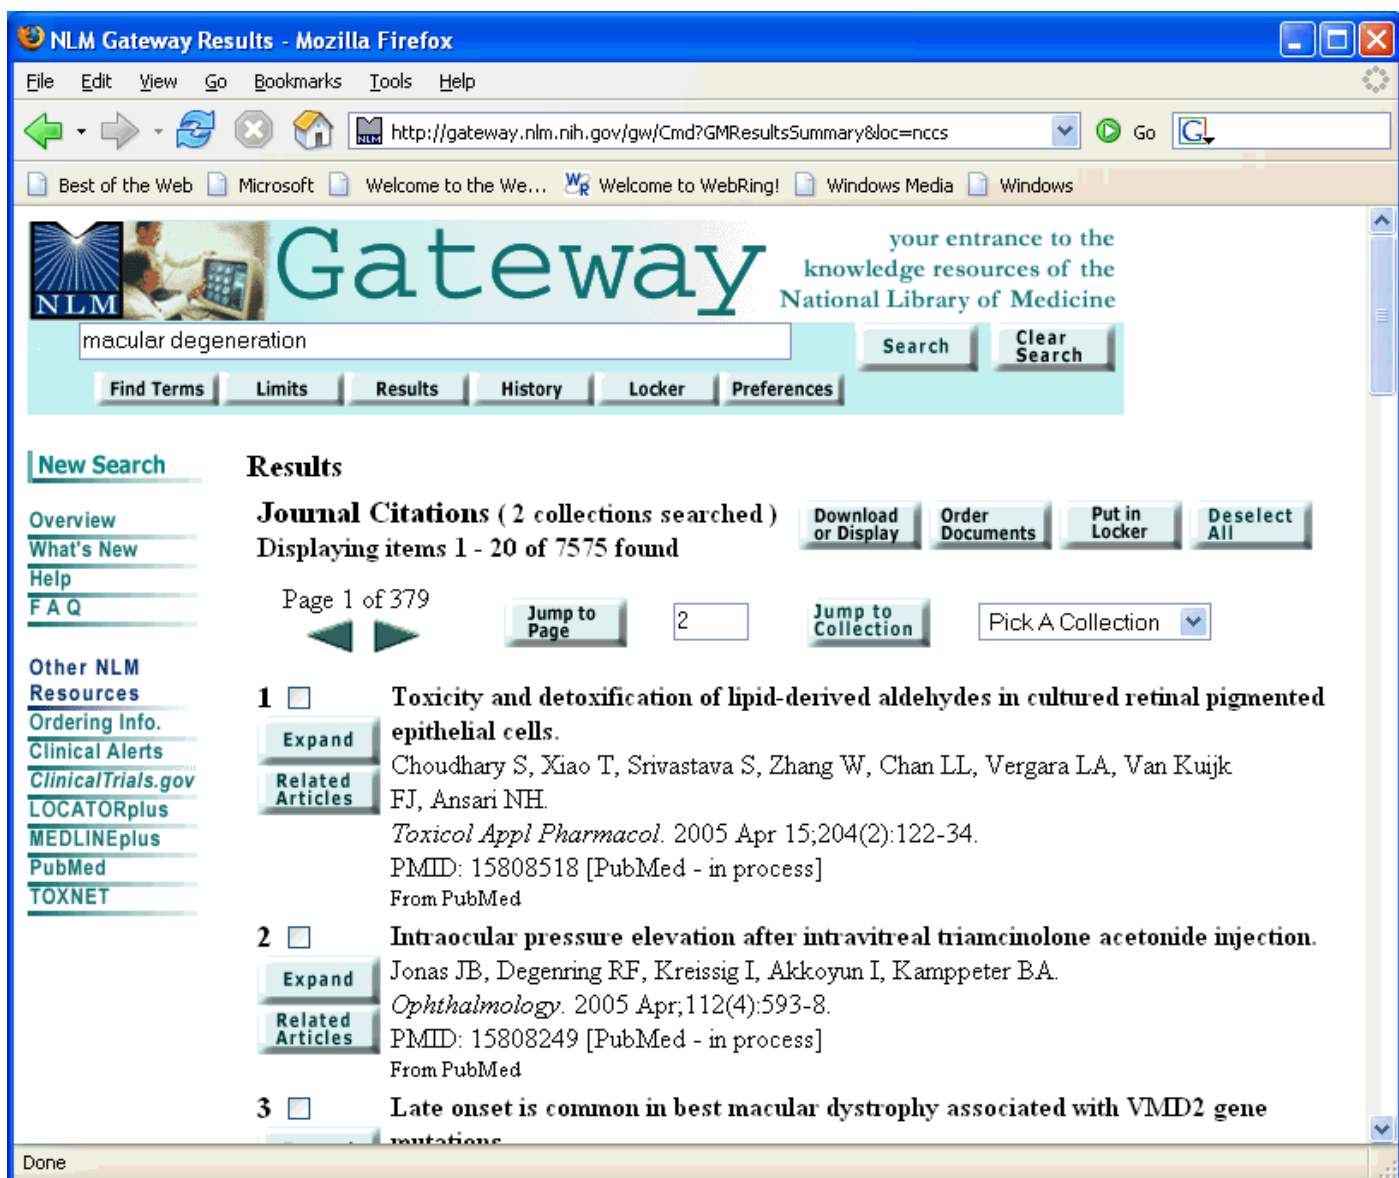 NLM Gateway Results - Mozilla Firefox
File Edit View Go Bookmarks Tools Help
NLM http://gateway.nlm.nih.gov/gw/Cmd?GMResultsSummary&loc=nccs Go G
Best of the Web Microsoft Welcome to the We... WR Welcome to WebRing! Windows Media Windows
NLM
Gateway
your entrance to the
knowledge resources of the
National Library of Medicine
macular degeneration
Search
Clear
Search
Find Terms Limits Results History Locker Preferences
New Search
Overview
What's New
Help
F A Q
Other NLM
Resources
Ordering Info.
Clinical Alerts
ClinicalTrials.gov
LOCATORplus
MEDLINEplus
PubMed
TOXNET
Results
Journal Citations ( 2 collections searched )
Displaying items 1 - 20 of 7575 found
Download
or Display
Order
Documents
Put in
Locker
Deselect
All
Page 1 of 379
Jump to
Page
2
Jump to
Collection
Pick A Collection
1
Expand
Related
Articles
Toxicity and detoxification of lipid-derived aldehydes in cultured retinal pigmented
epithelial cells.
Choudhary S, Xiao T, Srivastava S, Zhang W, Chan LL, Vergara LA, Van Kuijk
FJ, Ansari NH.
Toxicol Appl Pharmacol. 2005 Apr 15;204(2):122-34.
PMID: 15808518 [PubMed - in process]
From PubMed
2
Expand
Related
Articles
Intraocular pressure elevation after intravitreal triamcinolone acetonide injection.
Jonas JB, Degenring RF, Kreissig I, Akkoyun I, Kamppeter BA.
Ophthalmology. 2005 Apr;112(4):593-8.
PMID: 15808249 [PubMed - in process]
From PubMed
3
Late onset is common in best macular dystrophy associated with VMD2 gene
mutations
Done